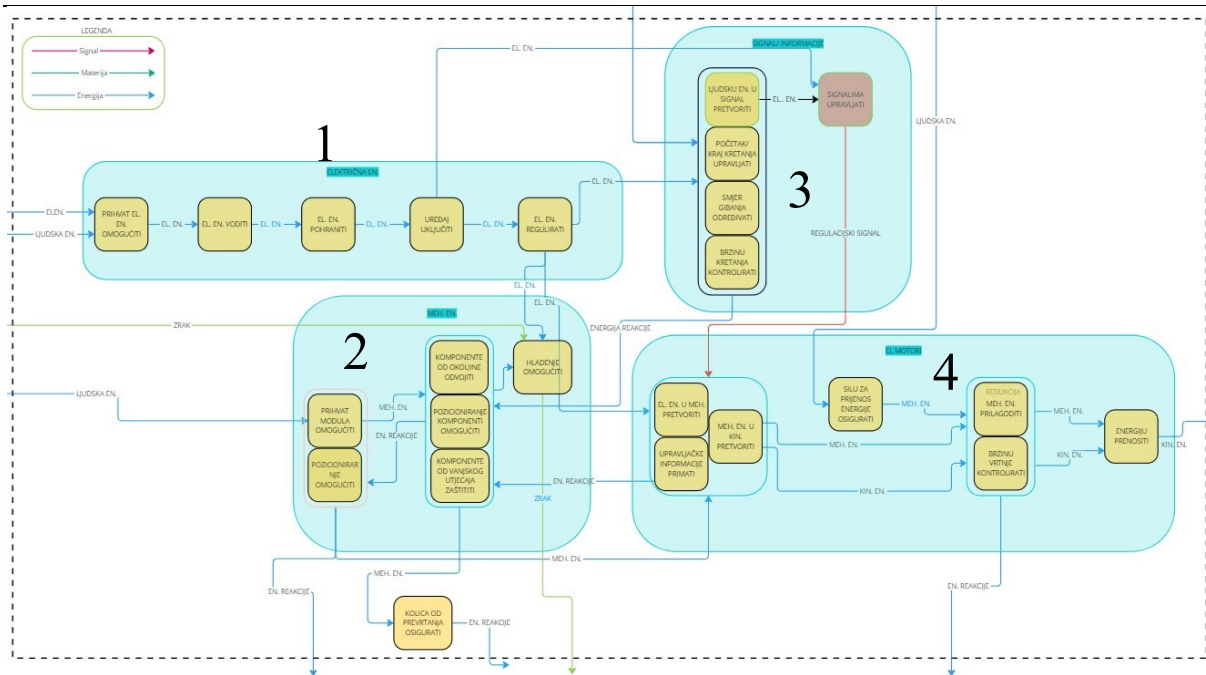 LEGENDA
Signal
Materija
Energija
1
ELEKTRIČNA EN.
EL.EN.
LJUDSKA EN.
PRIHVAT EL.
EN.
OMOGUĆITI
EL. EN.
EL. EN. VODITI
EL. EN.
EL. EN.
POHRANITI
EL. EN.
UREĐAJ
UKLJUČITI
EL. EN.
EL. EN.
REGULIRATI
EL. EN.
EL. EN.
EL. EN.
EL. EN.
SIGNAL/ INFORMACIJE
LJUDSKU EN. U
SIGNAL
PRETVORITI
EL. EN.
SIGNALIMA
UPRAVLJATI
POČETAK/
KRAJ KRETANJA
UPRAVLJATI
3
SMJER
GIBANJA
ODREĐIVATI
BRZINU
KRETANJA
KONTROLIRATI
REGULACIJSKI SIGNAL
LJUDSKA EN.
ENERGIJA REAKCIJE
MEH. EN.
2
ZRAK
LJUDSKA EN.
PRIHVAT
MODULA
OMOGUĆITI
POZICIONIRAR
NJE
OMOGUĆITI
MEH. EN.
EN. REAKCIJE
KOMPONENTE
OD OKOLIINE
ODVOJITI
POZICIONIRANJE
KOMPONENTI
OMOGUĆITI
KOMPONENTE
OD VANJSKOG
UTJECAJA
ZAŠTITITI
HLAĐENJE
OMOGUĆITI
ZRAK
EN. REAKCIJE
EL MOTORI
4
EL. EN. U MEH.
PRETVORITI
UPRAVLJAČKE
INFORMACIJE
PRIMATI
MEH. EN. U
KIN.
PRETVORITI
MEH. EN.
KIN. EN.
SILU ZA
PRIJENOS
ENERGIJE
OSIGURATI
MEH. EN.
REDUKCIJA
MEH. EN.
PRILAGODITI
BRZINU
VRTNJE
KONTROLIRATI
MEH. EN.
KIN. EN.
ENERGIJU
PRENOSITI
KIN. EN.
MEH. EN.
EN. REAKCIJE
MEH. EN.
KOLICA OD
PREVRTANJA
OSIGURATI
EN. REAKCIJE
EN. REAKCIJE